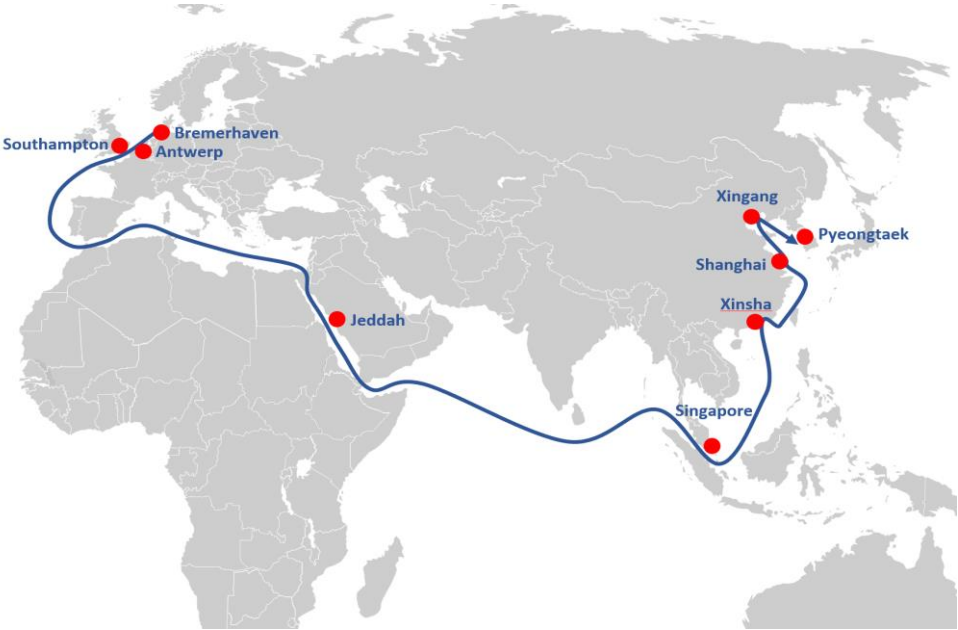 Bremerhaven
Southampton
Antwerp
Xingang
Pyeongtaek
Shanghai
Xinsha
Jeddah
Singapore